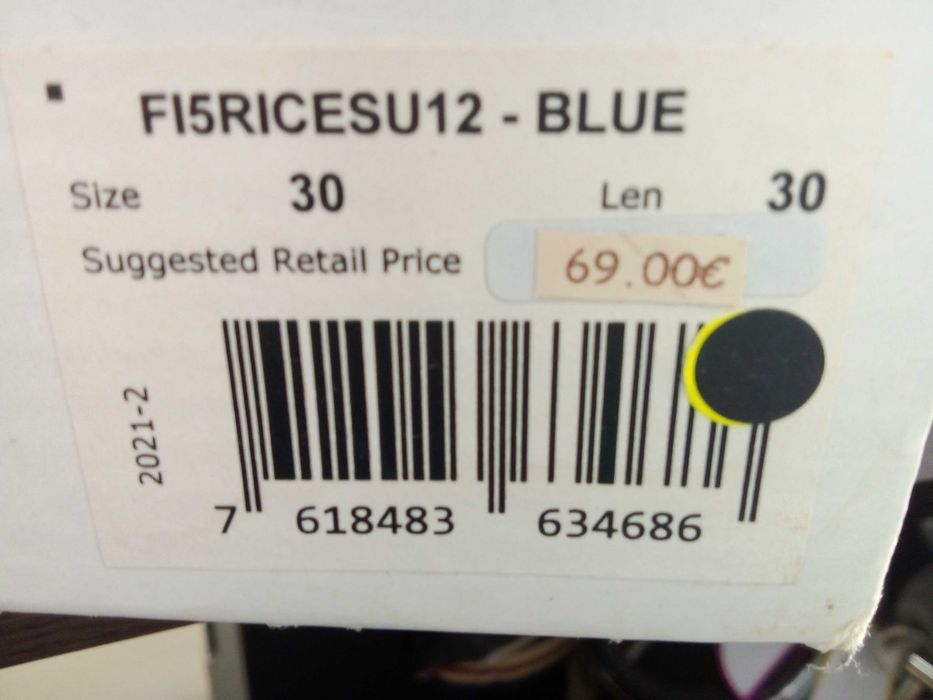 FI5RICESU12 - BLUE
Size 30 Len 30
Suggested Retail Price 69.00€
2021-2
7 618483 634686